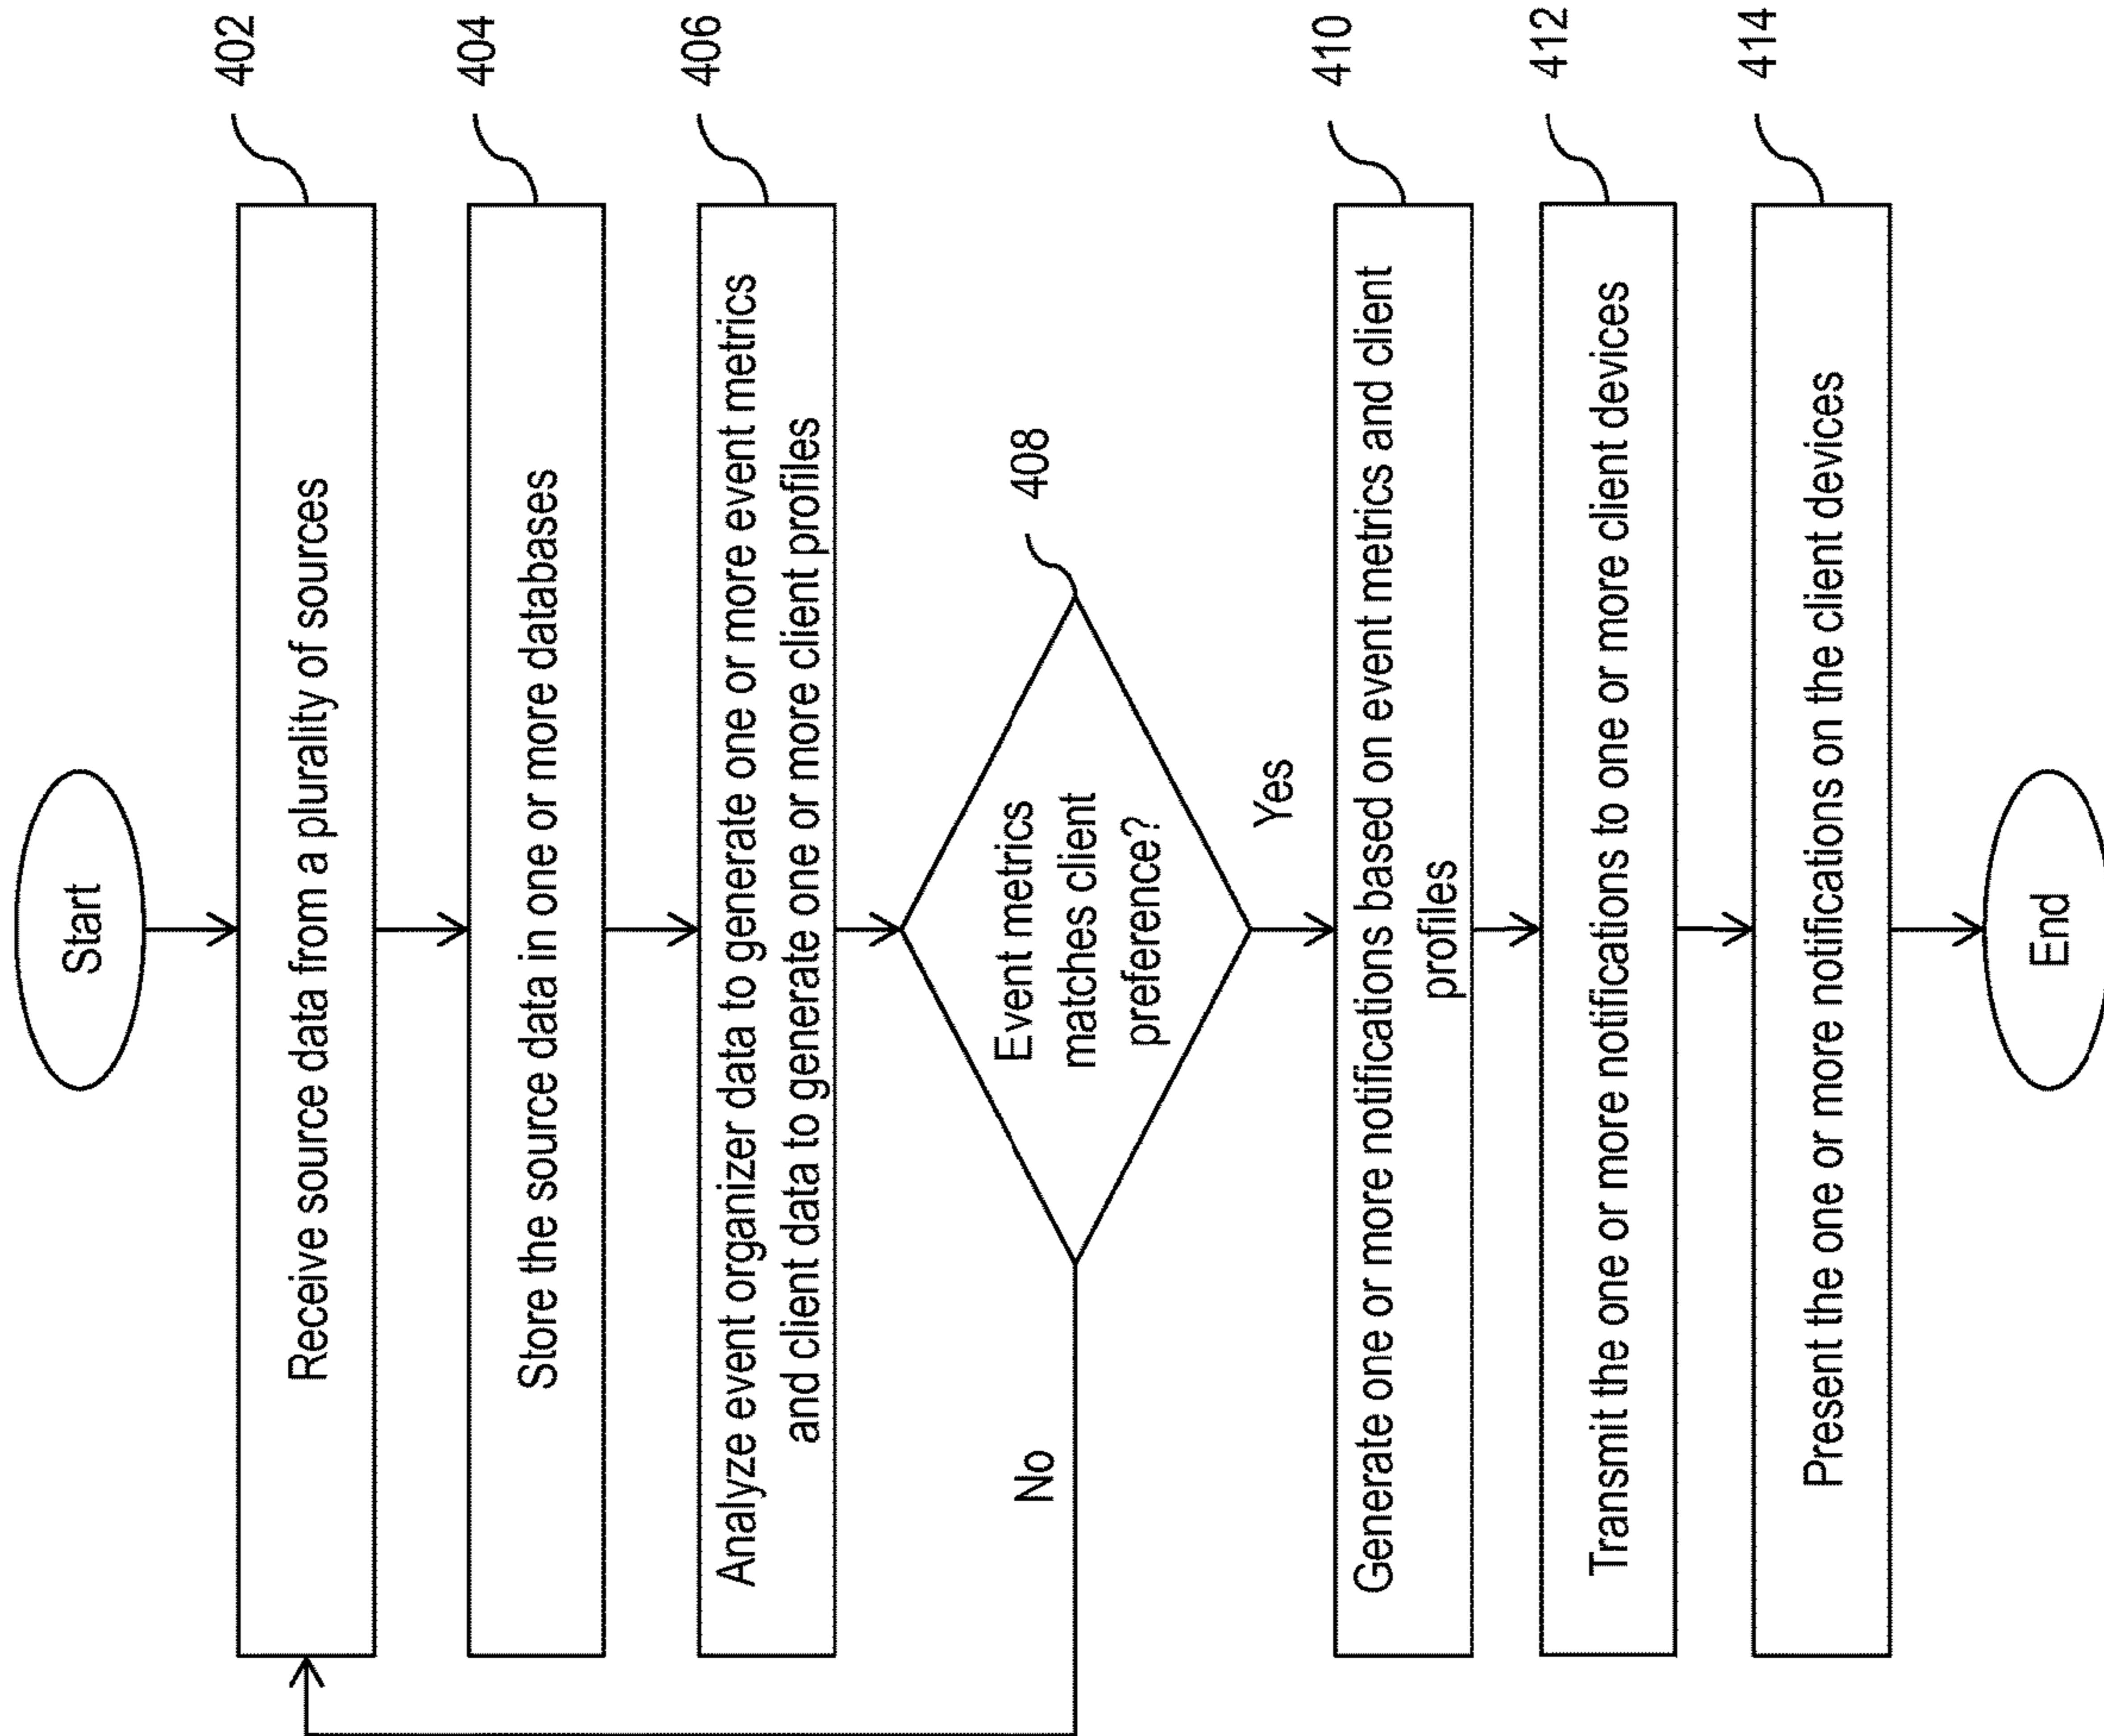 Start
402
Receive source data from a plurality of sources
404
Store the source data in one or more databases
406
Analyze event organizer data to generate one or more event metrics
and client data to generate one or more client profiles
408
Event metrics
matches client
preference?
No
Yes
410
Generate one or more notifications based on event metrics and client
profiles
412
Transmit the one or more notifications to one or more client devices
414
Present the one or more notifications on the client devices
End